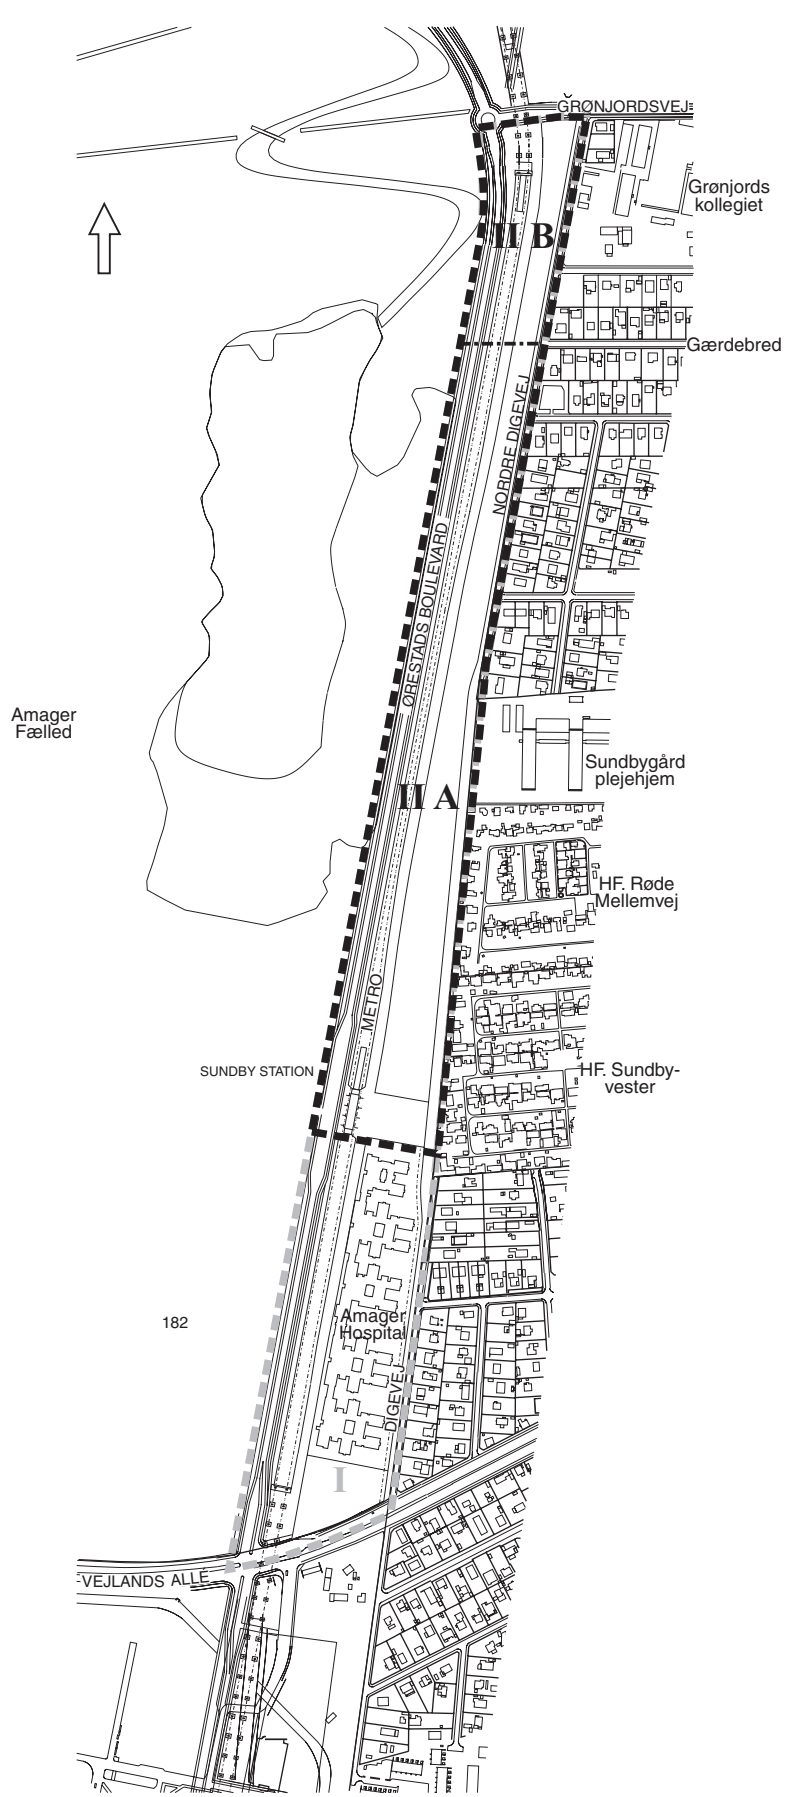 GRØNJORDSVEJ
Grønjords
kollegiet
II B
Gærdebred
NORDRE DIGEVEJ
ØRESTADS BOULEVARD
Amager
Fælled
Sundbygård
plejehjem
II A
HF. Røde
Mellemvej
METRO
SUNDBY STATION
HF. Sundby-
vester
182
Amager
Hospital
DIGEVEJ
I
VEJLANDS ALLE